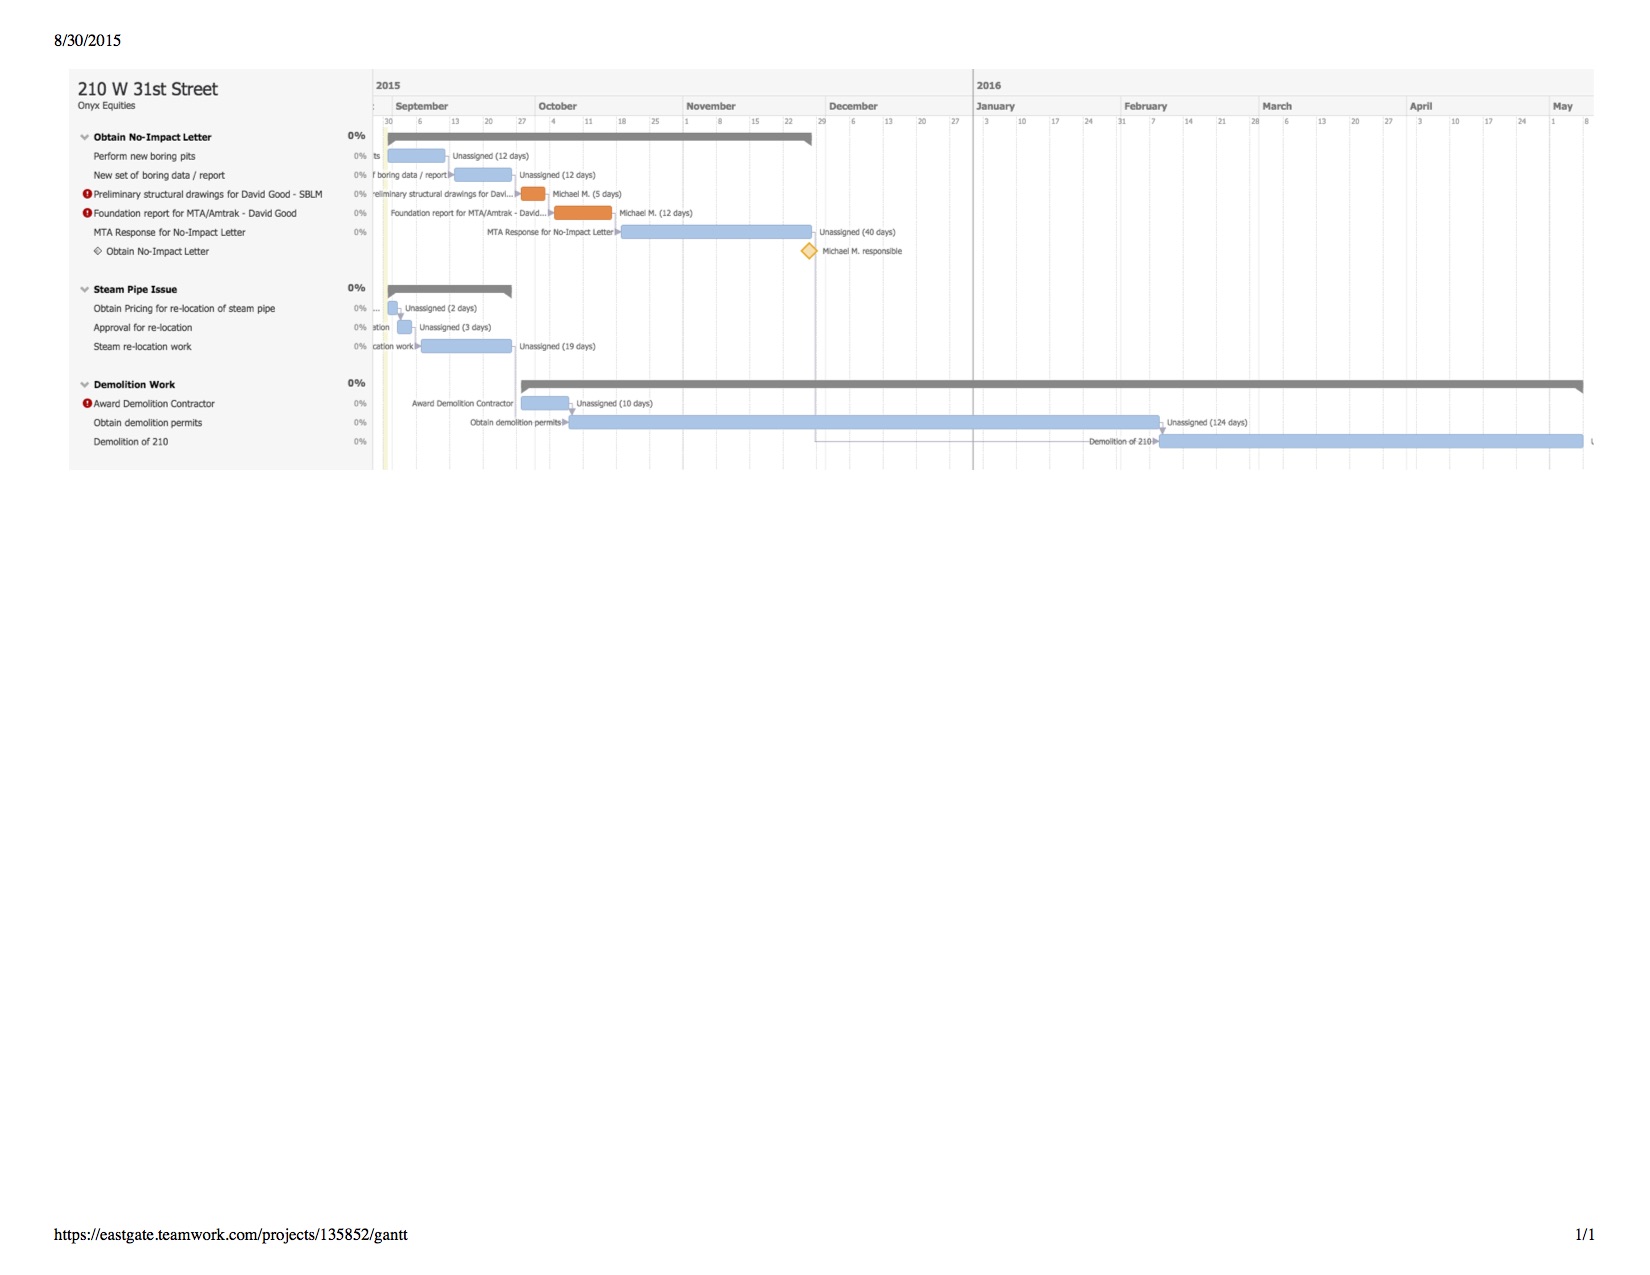 8/30/2015
210 W 31st Street
Onyx Equities
2015 2016
September October November December January February March April May
30 6 13 20 27 4 11 18 25 1 8 15 22 29 6 13 20 27 3 10 17 24 31 7 14 21 28 6 13 20 27 3 10 17 24 1 8
Obtain No-Impact Letter 0%
Perform new boring pits 0% ts Unassigned (12 days)
New set of boring data / report 0% f boring data / report Unassigned (12 days)
Preliminary structural drawings for David Good - SBLM 0% reliminary structural drawings for Davi... Michael M. (5 days)
Foundation report for MTA/Amtrak - David Good 0% Foundation report for MTA/Amtrak - David... Michael M. (12 days)
MTA Response for No-Impact Letter 0% MTA Response for No-Impact Letter Unassigned (40 days)
Obtain No-Impact Letter Michael M. responsible
Steam Pipe Issue 0%
Obtain Pricing for re-location of steam pipe 0% ... Unassigned (2 days)
Approval for re-location 0% ation Unassigned (3 days)
Steam re-location work 0% cation work Unassigned (19 days)
Demolition Work 0%
Award Demolition Contractor 0% Award Demolition Contractor Unassigned (10 days)
Obtain demolition permits 0% Obtain demolition permits Unassigned (124 days)
Demolition of 210 0% Demolition of 210
https://eastgate.teamwork.com/projects/135852/gantt 1/1